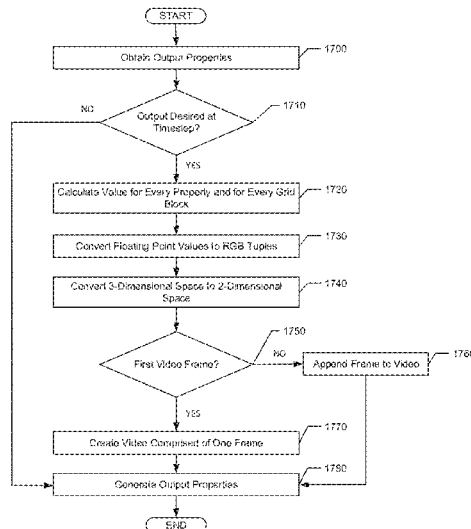 START
Obtain Output Properties
1700
NO
Output Desired at
Timestep?
1710
YES
Calculate Value for Every Property and for Every Grid
Block
1720
Convert Floating Point Values to RGB Tuples
1730
Convert 3-Dimensional Space to 2-Dimensional
Space
1740
First Video Frame?
1750
NO
Append Frame to Video
1760
YES
Create Video Comprised of One Frame
1770
Generate Output Properties
1780
END